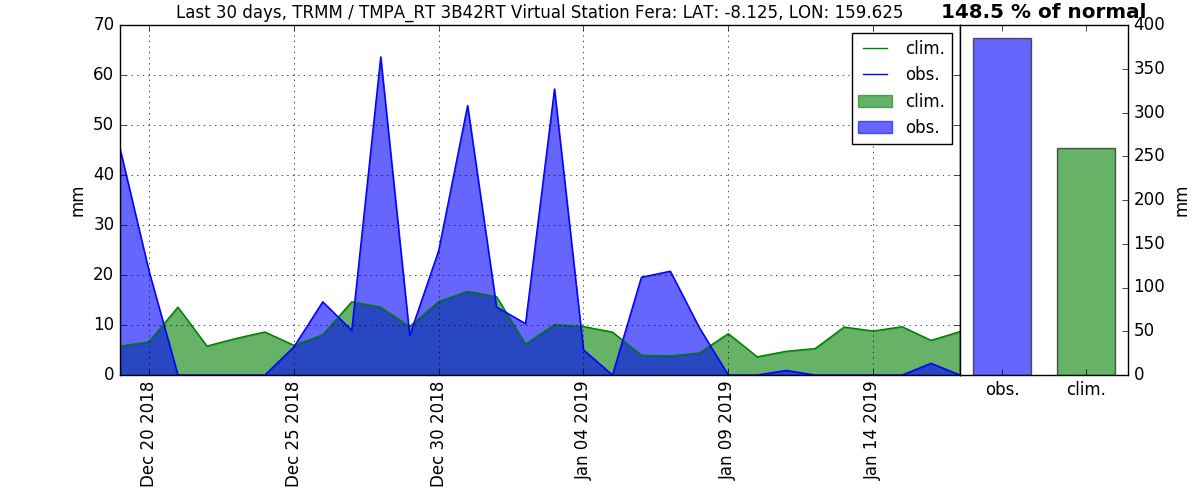 Last 30 days, TRMM / TMPA_RT 3B42RT Virtual Station Fera: LAT: -8.125, LON: 159.625
148.5 % of normal
70
60
50
40
30
20
10
0
mm
clim.
obs.
clim.
obs.
400
350
300
250
200
150
100
50
0
mm
Dec 20 2018
Dec 25 2018
Dec 30 2018
Jan 04 2019
Jan 09 2019
Jan 14 2019
obs.
clim.